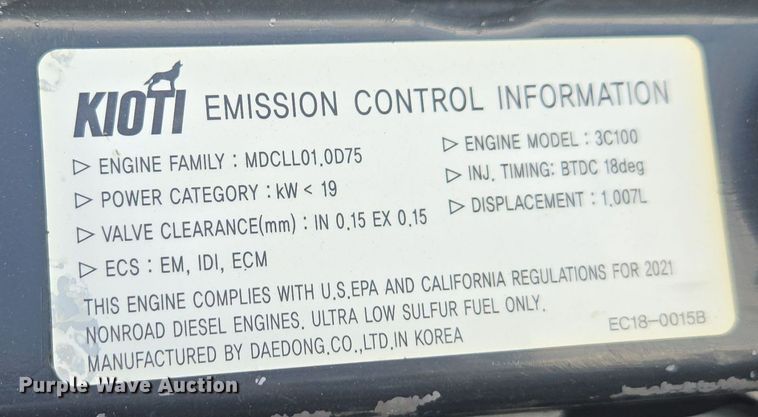 KIOTI EMISSION CONTROL INFORMATION
▷ ENGINE FAMILY : MDCLL01.0D75
▷ ENGINE MODEL : 3C100
▷ POWER CATEGORY : kW < 19
▷ INJ. TIMING: BTDC 18deg
▷ VALVE CLEARANCE(mm) : IN 0.15 EX 0.15
▷ DISPLACEMENT : 1.007L
▷ ECS : EM, IDI, ECM
THIS ENGINE COMPLIES WITH U.S.EPA AND CALIFORNIA REGULATIONS FOR 2021
NONROAD DIESEL ENGINES. ULTRA LOW SULFUR FUEL ONLY.
MANUFACTURED BY DAEDONG.CO.,LTD.IN KOREA
EC18-0015B
Purple Wave Auction